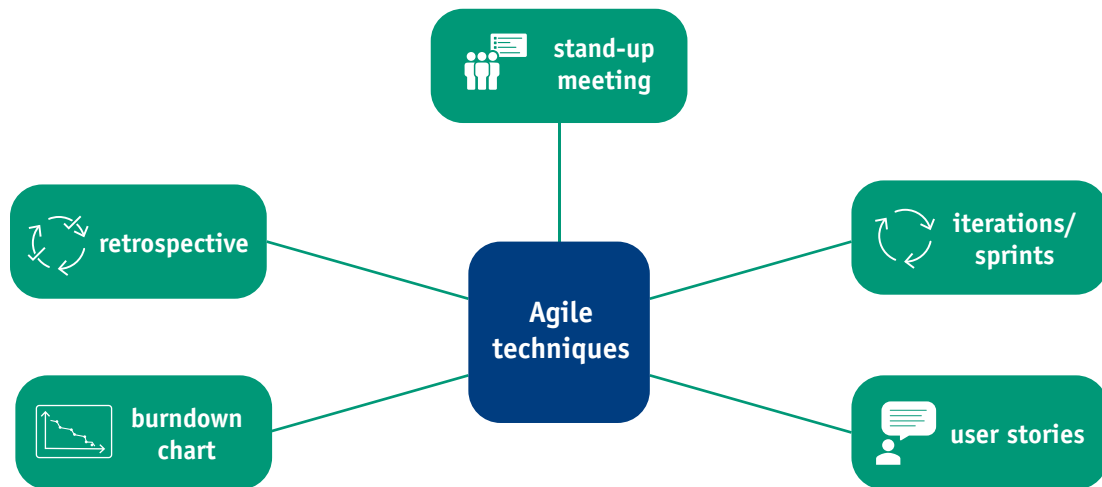 stand-up
meeting
retrospective
iterations/
sprints
Agile
techniques
burndown
chart
user stories